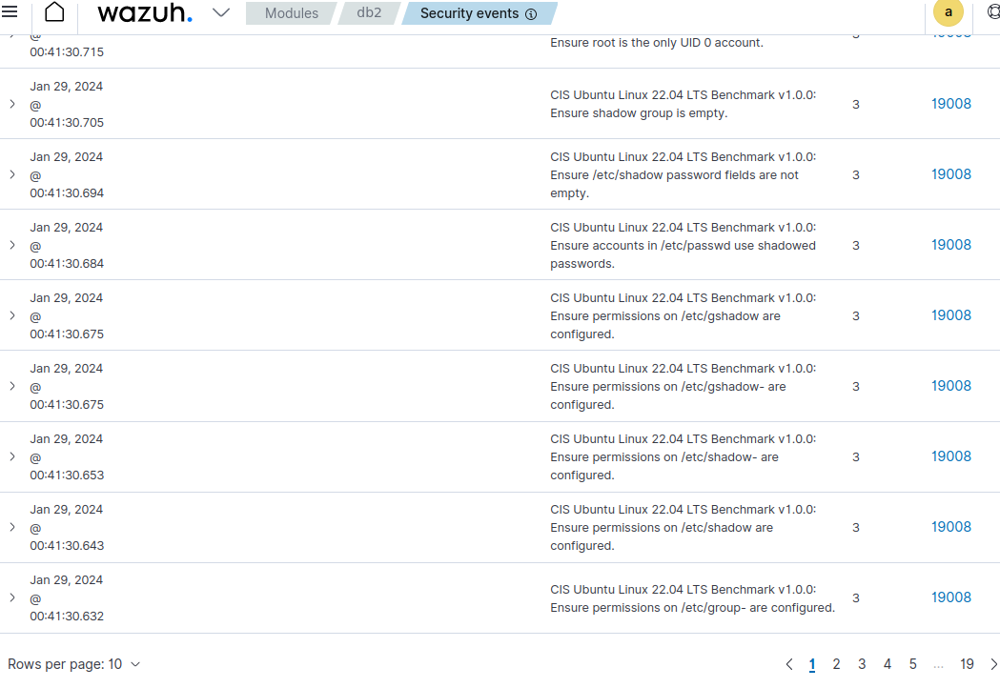 wazuh. Modules db2 Security events a
@
00:41:30.715
Ensure root is the only UID 0 account.
3
19008
Jan 29, 2024
@
00:41:30.705
CIS Ubuntu Linux 22.04 LTS Benchmark v1.0.0:
Ensure shadow group is empty.
3
19008
Jan 29, 2024
@
00:41:30.694
CIS Ubuntu Linux 22.04 LTS Benchmark v1.0.0:
Ensure /etc/shadow password fields are not
empty.
3
19008
Jan 29, 2024
@
00:41:30.684
CIS Ubuntu Linux 22.04 LTS Benchmark v1.0.0:
Ensure accounts in /etc/passwd use shadowed
passwords.
3
19008
Jan 29, 2024
@
00:41:30.675
CIS Ubuntu Linux 22.04 LTS Benchmark v1.0.0:
Ensure permissions on /etc/gshadow are
configured.
3
19008
Jan 29, 2024
@
00:41:30.675
CIS Ubuntu Linux 22.04 LTS Benchmark v1.0.0:
Ensure permissions on /etc/gshadow- are
configured.
3
19008
Jan 29, 2024
@
00:41:30.653
CIS Ubuntu Linux 22.04 LTS Benchmark v1.0.0:
Ensure permissions on /etc/shadow- are
configured.
3
19008
Jan 29, 2024
@
00:41:30.643
CIS Ubuntu Linux 22.04 LTS Benchmark v1.0.0:
Ensure permissions on /etc/shadow are
configured.
3
19008
Jan 29, 2024
@
00:41:30.632
CIS Ubuntu Linux 22.04 LTS Benchmark v1.0.0:
Ensure permissions on /etc/group- are configured.
3
19008
Rows per page: 10
1 2 3 4 5 ... 19